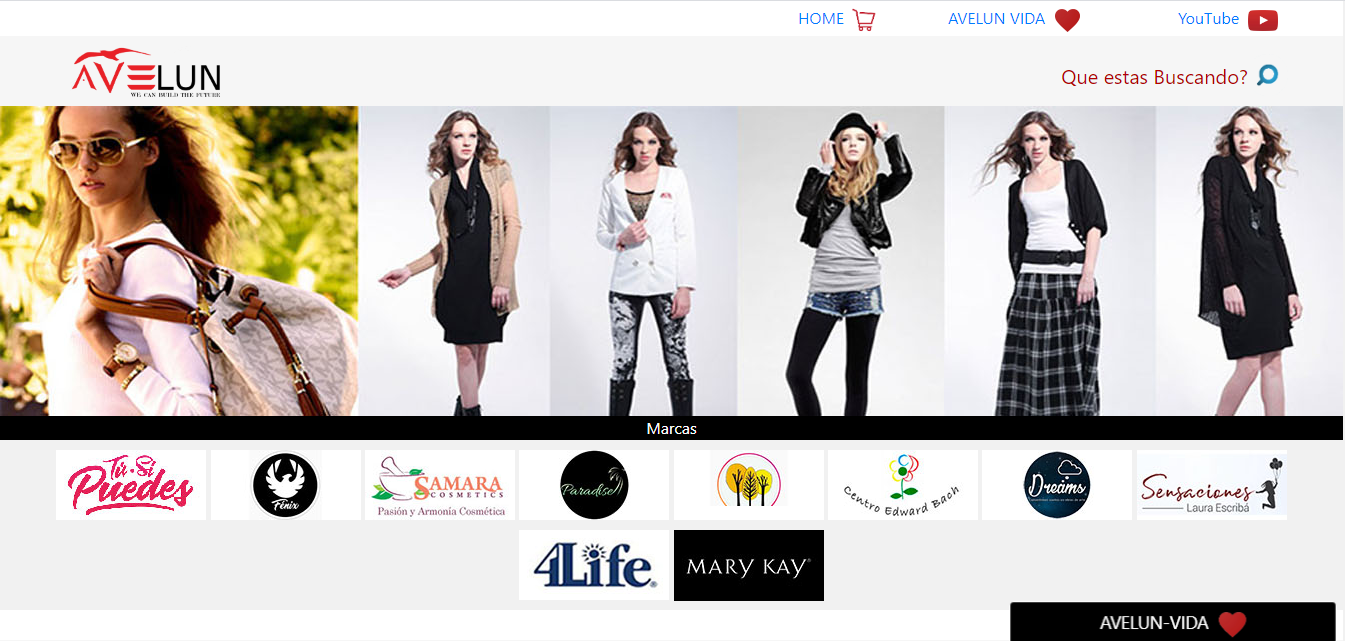 HOME
AVELUN VIDA
YouTube
AVELUN
WE CAN BUILD THE FUTURE
Que estas Buscando?
Marcas
Tú Sí
Puedes
Fénix
SAMARA
COSMETICS
Pasión y Armonía Cosmética
Paradise
Centro Edward Bach
Dreams
Sensaciones
Laura Escribá
4Life®
MARY KAY®
AVELUN-VIDA